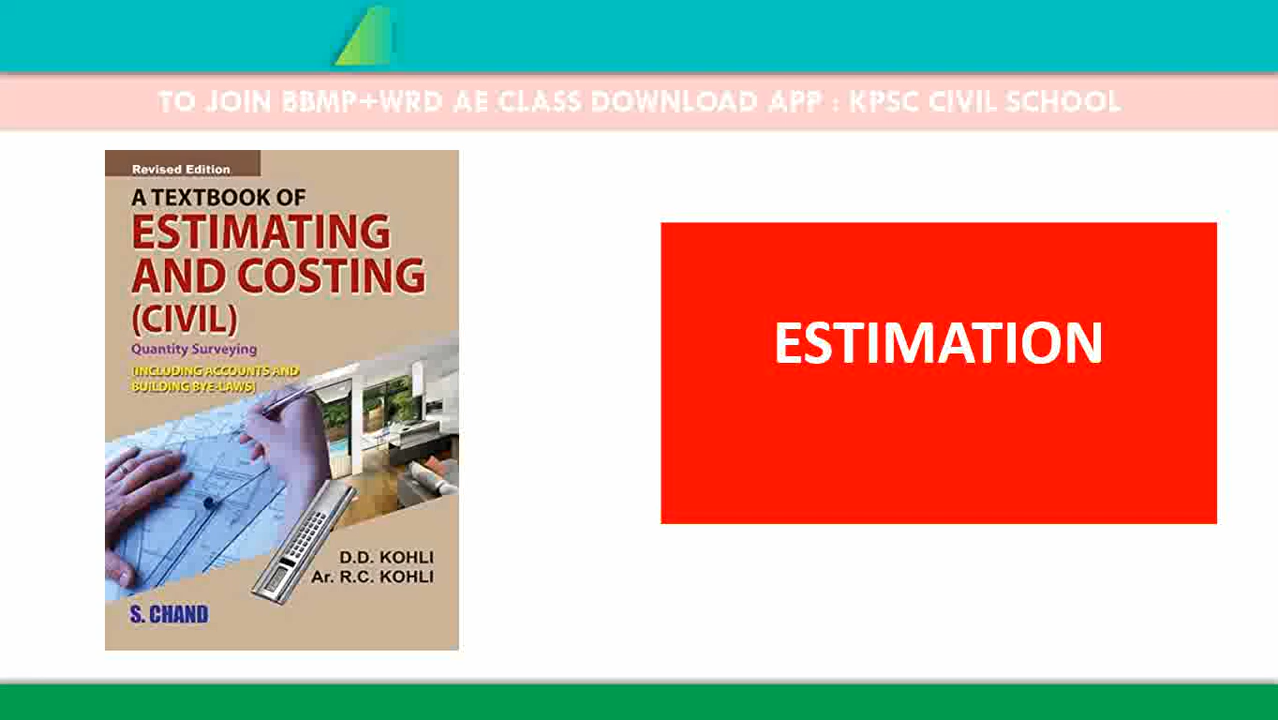 TO JOIN BBMP+WRD AE CLASS DOWNLOAD APP : KPSC CIVIL SCHOOL
Revised Edition
A TEXTBOOK OF
ESTIMATING
AND COSTING
(CIVIL)
Quantity Surveying
(INCLUDING ACCOUNTS AND
BUILDING BYE-LAWS)
D.D. KOHLI
Ar. R.C. KOHLI
S. CHAND
ESTIMATION